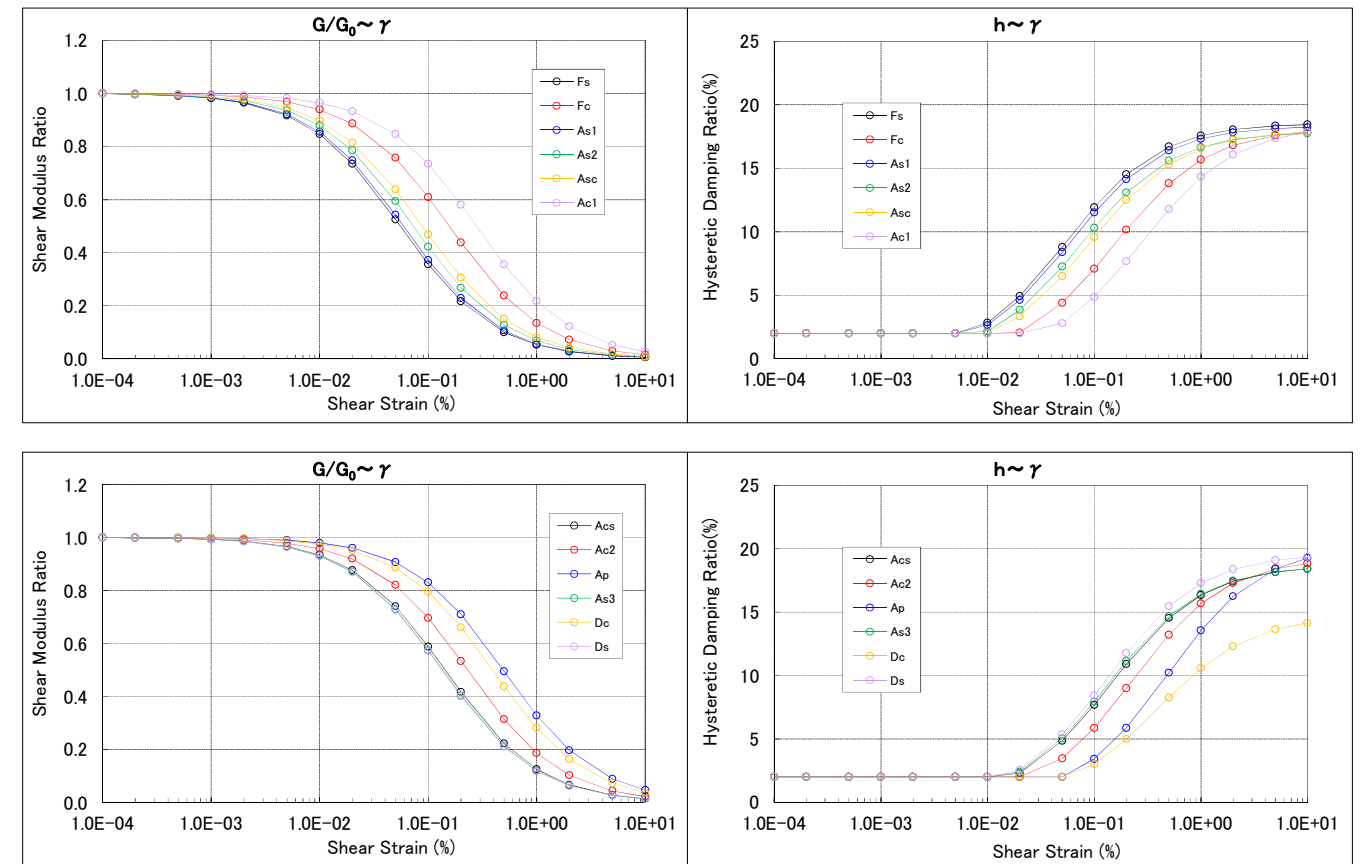 G/G₀～γ
1.2
1.0
0.8
0.6
0.4
0.2
0.0
Shear Modulus Ratio
Fs
Fc
As1
As2
Asc
Ac1
1.0E-04 1.0E-03 1.0E-02 1.0E-01 1.0E+00 1.0E+01
Shear Strain (%)
h～γ
25
20
15
10
5
0
Hysteretic Damping Ratio(%)
Fs
Fc
As1
As2
Asc
Ac1
1.0E-04 1.0E-03 1.0E-02 1.0E-01 1.0E+00 1.0E+01
Shear Strain (%)
G/G₀～γ
1.2
1.0
0.8
0.6
0.4
0.2
0.0
Shear Modulus Ratio
Acs
Ac2
Ap
As3
Dc
Ds
1.0E-04 1.0E-03 1.0E-02 1.0E-01 1.0E+00 1.0E+01
Shear Strain (%)
h～γ
25
20
15
10
5
0
Hysteretic Damping Ratio(%)
Acs
Ac2
Ap
As3
Dc
Ds
1.0E-04 1.0E-03 1.0E-02 1.0E-01 1.0E+00 1.0E+01
Shear Strain (%)